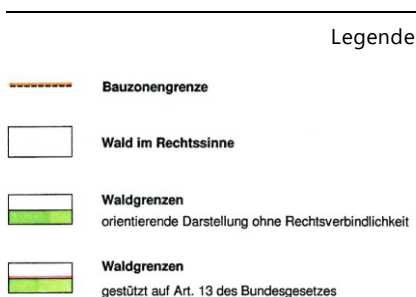 Legende
Bauzonengrenze
Wald im Rechtssinne
Waldgrenzen
orientierende Darstellung ohne Rechtsverbindlichkeit
Waldgrenzen
gestützt auf Art. 13 des Bundesgesetzes